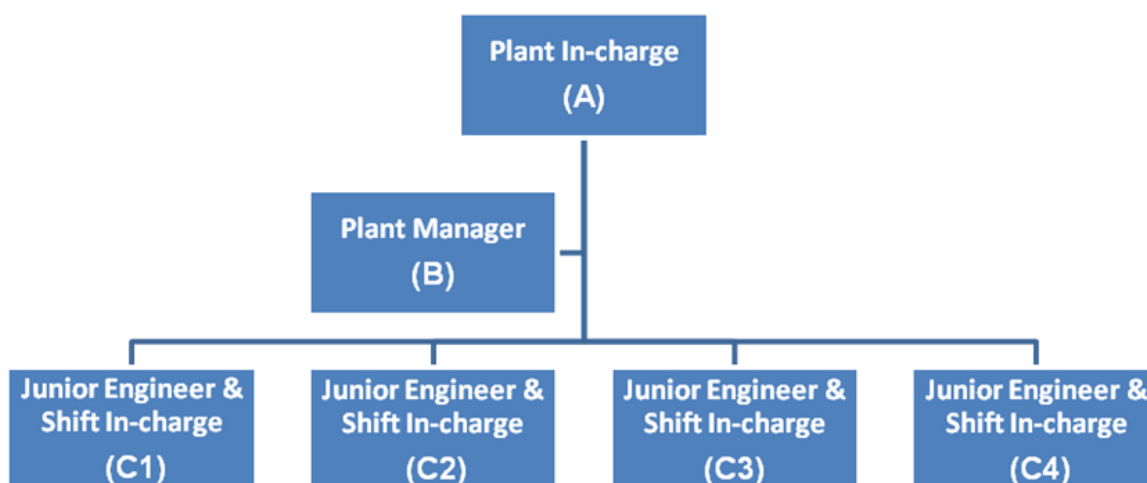 Plant In-charge
(A)
Plant Manager
(B)
Junior Engineer &
Shift In-charge
(C1)
Junior Engineer &
Shift In-charge
(C2)
Junior Engineer &
Shift In-charge
(C3)
Junior Engineer &
Shift In-charge
(C4)